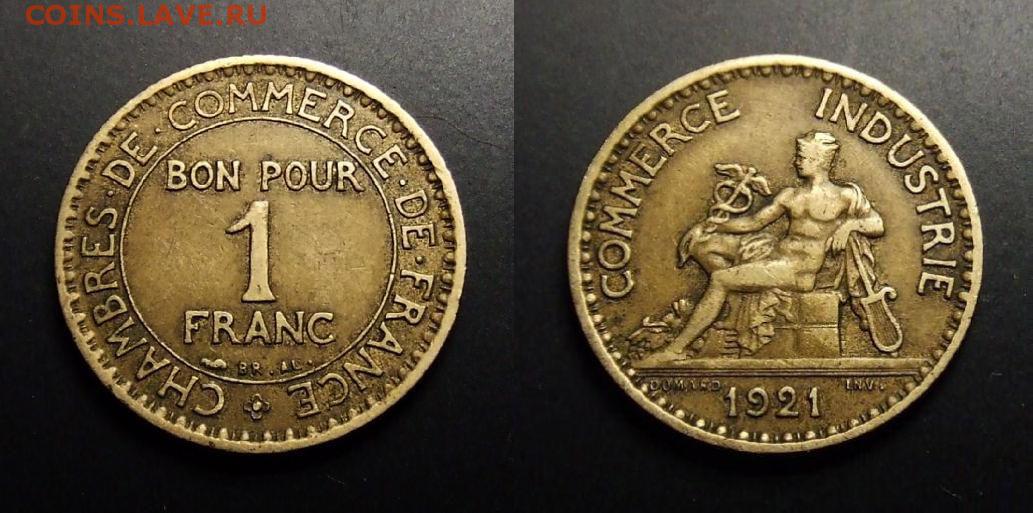 COINS.LAVE.RU
CHAMBRES · DE · COMMERCE · DE · FRANCE
BON POUR
1
FRANC
BR. AL.
COMMERCE INDUSTRIE
DOMARD INV.
1921